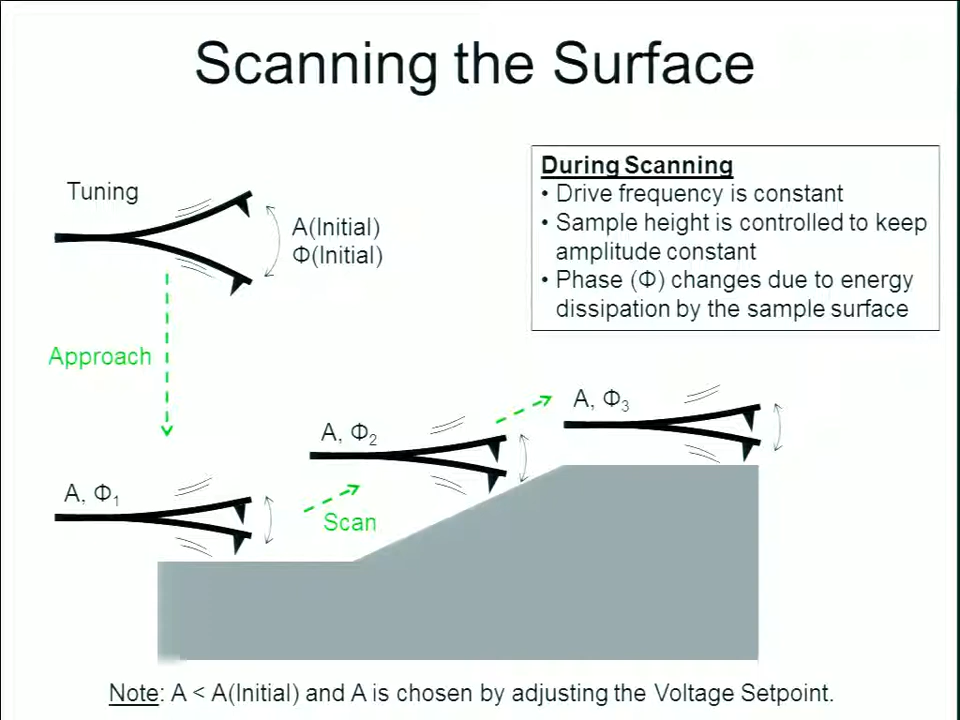 Scanning the Surface
Tuning
A(Initial)
Φ(Initial)
During Scanning
• Drive frequency is constant
• Sample height is controlled to keep
amplitude constant
• Phase (Φ) changes due to energy
dissipation by the sample surface
Approach
A, Φ3
A, Φ2
A, Φ1
Scan
Note: A < A(Initial) and A is chosen by adjusting the Voltage Setpoint.